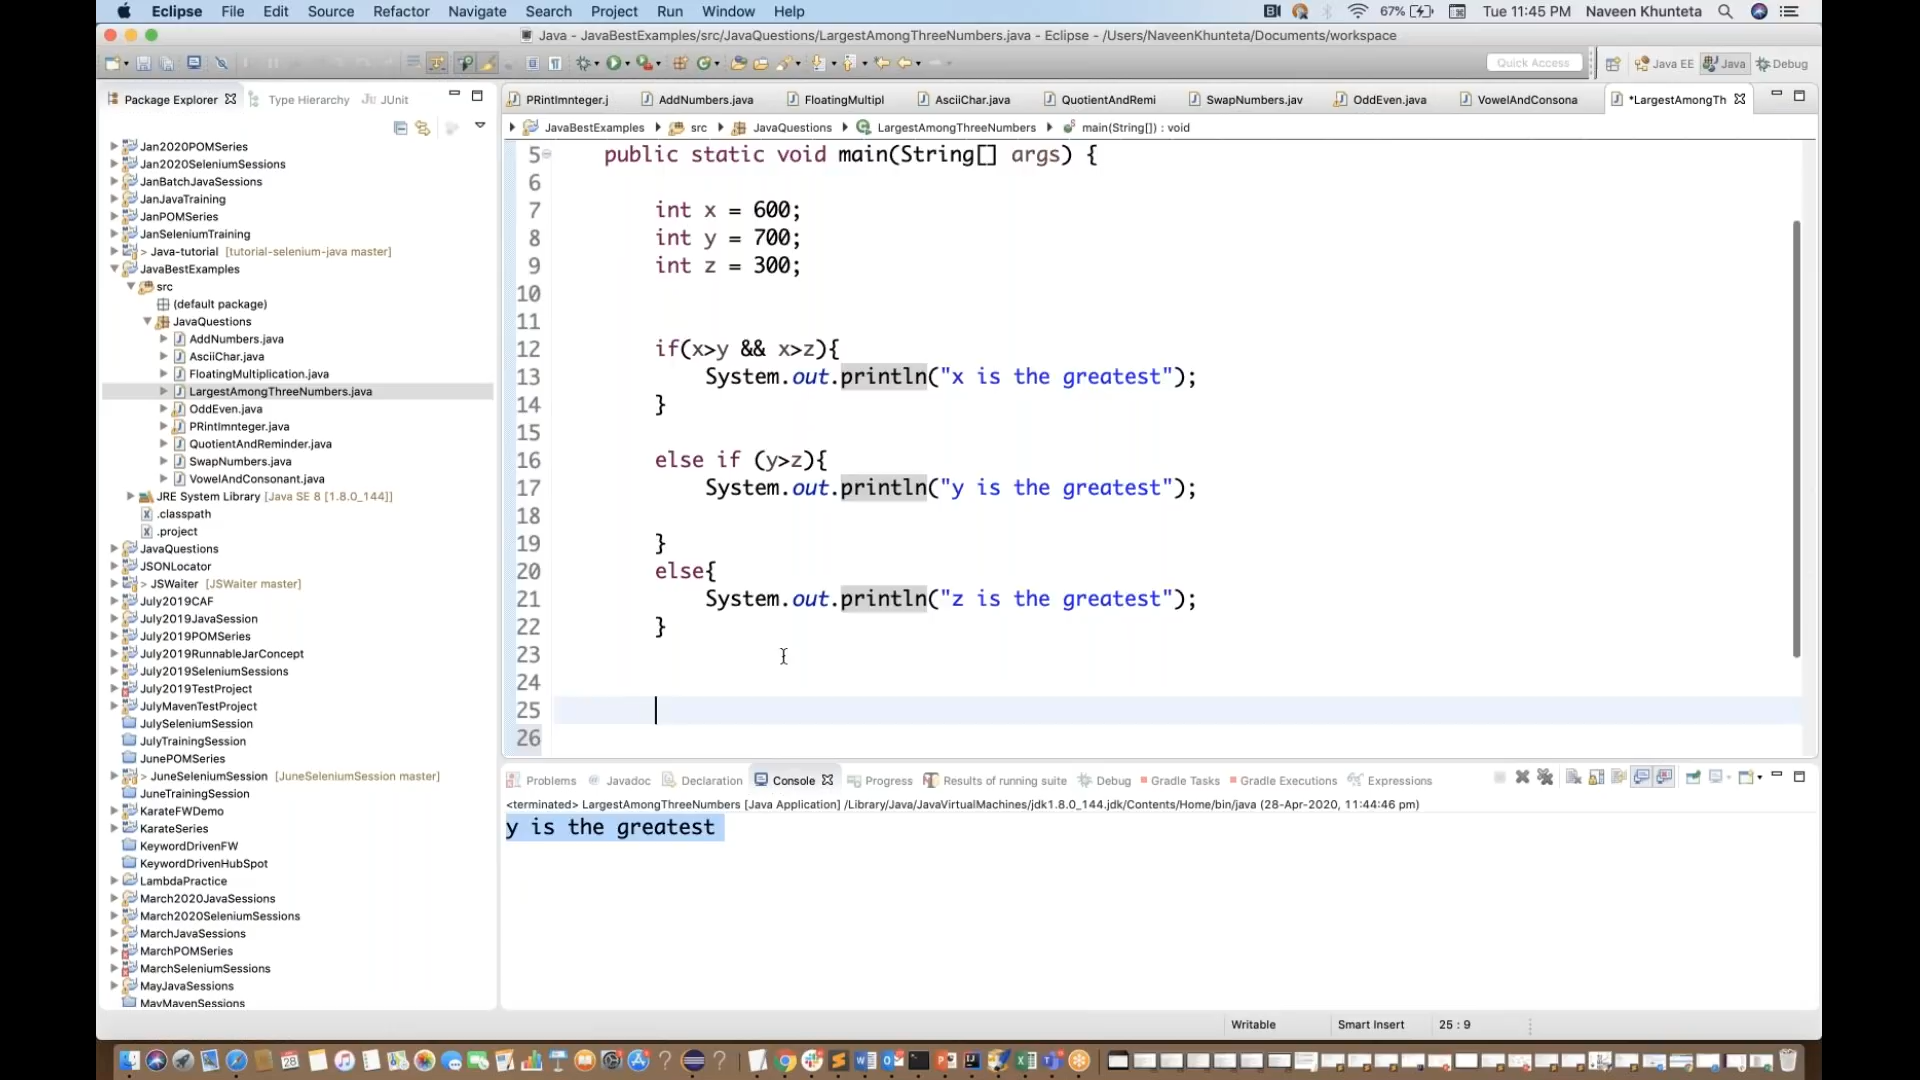 Eclipse File Edit Source Refactor Navigate Search Project Run Window Help 67% Tue 11:45 PM Naveen Khunteta
Java - JavaBestExamples/src/JavaQuestions/LargestAmongThreeNumbers.java - Eclipse - /Users/NaveenKhunteta/Documents/workspace
Quick Access Java EE Java Debug
Package Explorer Type Hierarchy JUnit
PRintImnteger.j AddNumbers.java FloatingMultipl AsciiChar.java QuotientAndRemi SwapNumbers.jav OddEven.java VowelAndConsona *LargestAmongTh
JavaBestExamples src JavaQuestions LargestAmongThreeNumbers main(String[]) : void
Jan2020POMSeries
Jan2020SeleniumSessions
JanBatchJavaSessions
JanJavaTraining
JanPOMSeries
JanSeleniumTraining
> Java-tutorial [tutorial-selenium-java master]
JavaBestExamples
src
(default package)
JavaQuestions
AddNumbers.java
AsciiChar.java
FloatingMultiplication.java
LargestAmongThreeNumbers.java
OddEven.java
PRintImnteger.java
QuotientAndReminder.java
SwapNumbers.java
VowelAndConsonant.java
JRE System Library [Java SE 8 [1.8.0_144]]
.classpath
.project
JavaQuestions
JSONLocator
> JSWaiter [JSWaiter master]
July2019CAF
July2019JavaSession
July2019POMSeries
July2019RunnableJarConcept
July2019SeleniumSessions
July2019TestProject
JulyMavenTestProject
JulySeleniumSession
JulyTrainingSession
JunePOMSeries
> JuneSeleniumSession [JuneSeleniumSession master]
JuneTrainingSession
KarateFWDemo
KarateSeries
KeywordDrivenFW
KeywordDrivenHubSpot
LambdaPractice
March2020JavaSessions
March2020SeleniumSessions
MarchJavaSessions
MarchPOMSeries
MarchSeleniumSessions
MayJavaSessions
MayMavenSessions
5 public static void main(String[] args) {
6
7 int x = 600;
8 int y = 700;
9 int z = 300;
10
11
12 if(x>y && x>z){
13 System.out.println("x is the greatest");
14 }
15
16 else if (y>z){
17 System.out.println("y is the greatest");
18
19 }
20 else{
21 System.out.println("z is the greatest");
22 }
23
24
25
26
Problems Javadoc Declaration Console Progress Results of running suite Debug Gradle Tasks Gradle Executions Expressions
<terminated> LargestAmongThreeNumbers [Java Application] /Library/Java/JavaVirtualMachines/jdk1.8.0_144.jdk/Contents/Home/bin/java (28-Apr-2020, 11:44:46 pm)
y is the greatest
Writable Smart Insert 25 : 9